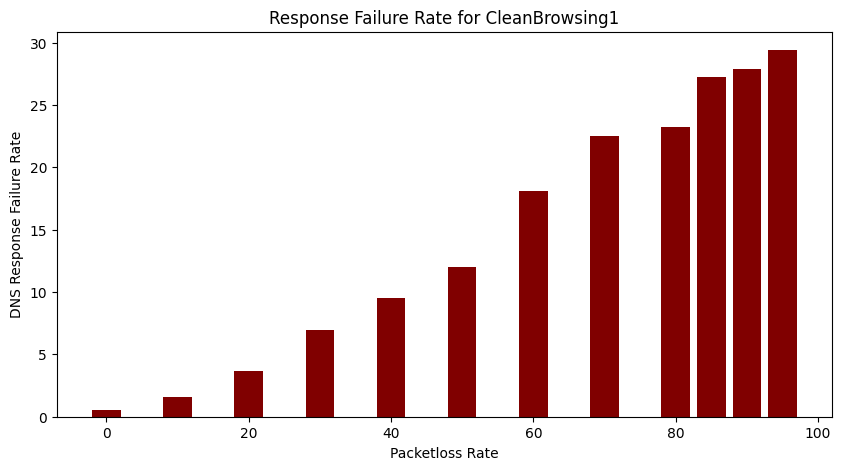 Response Failure Rate for CleanBrowsing1
DNS Response Failure Rate
30
25
20
15
10
5
0
0 20 40 60 80 100
Packetloss Rate